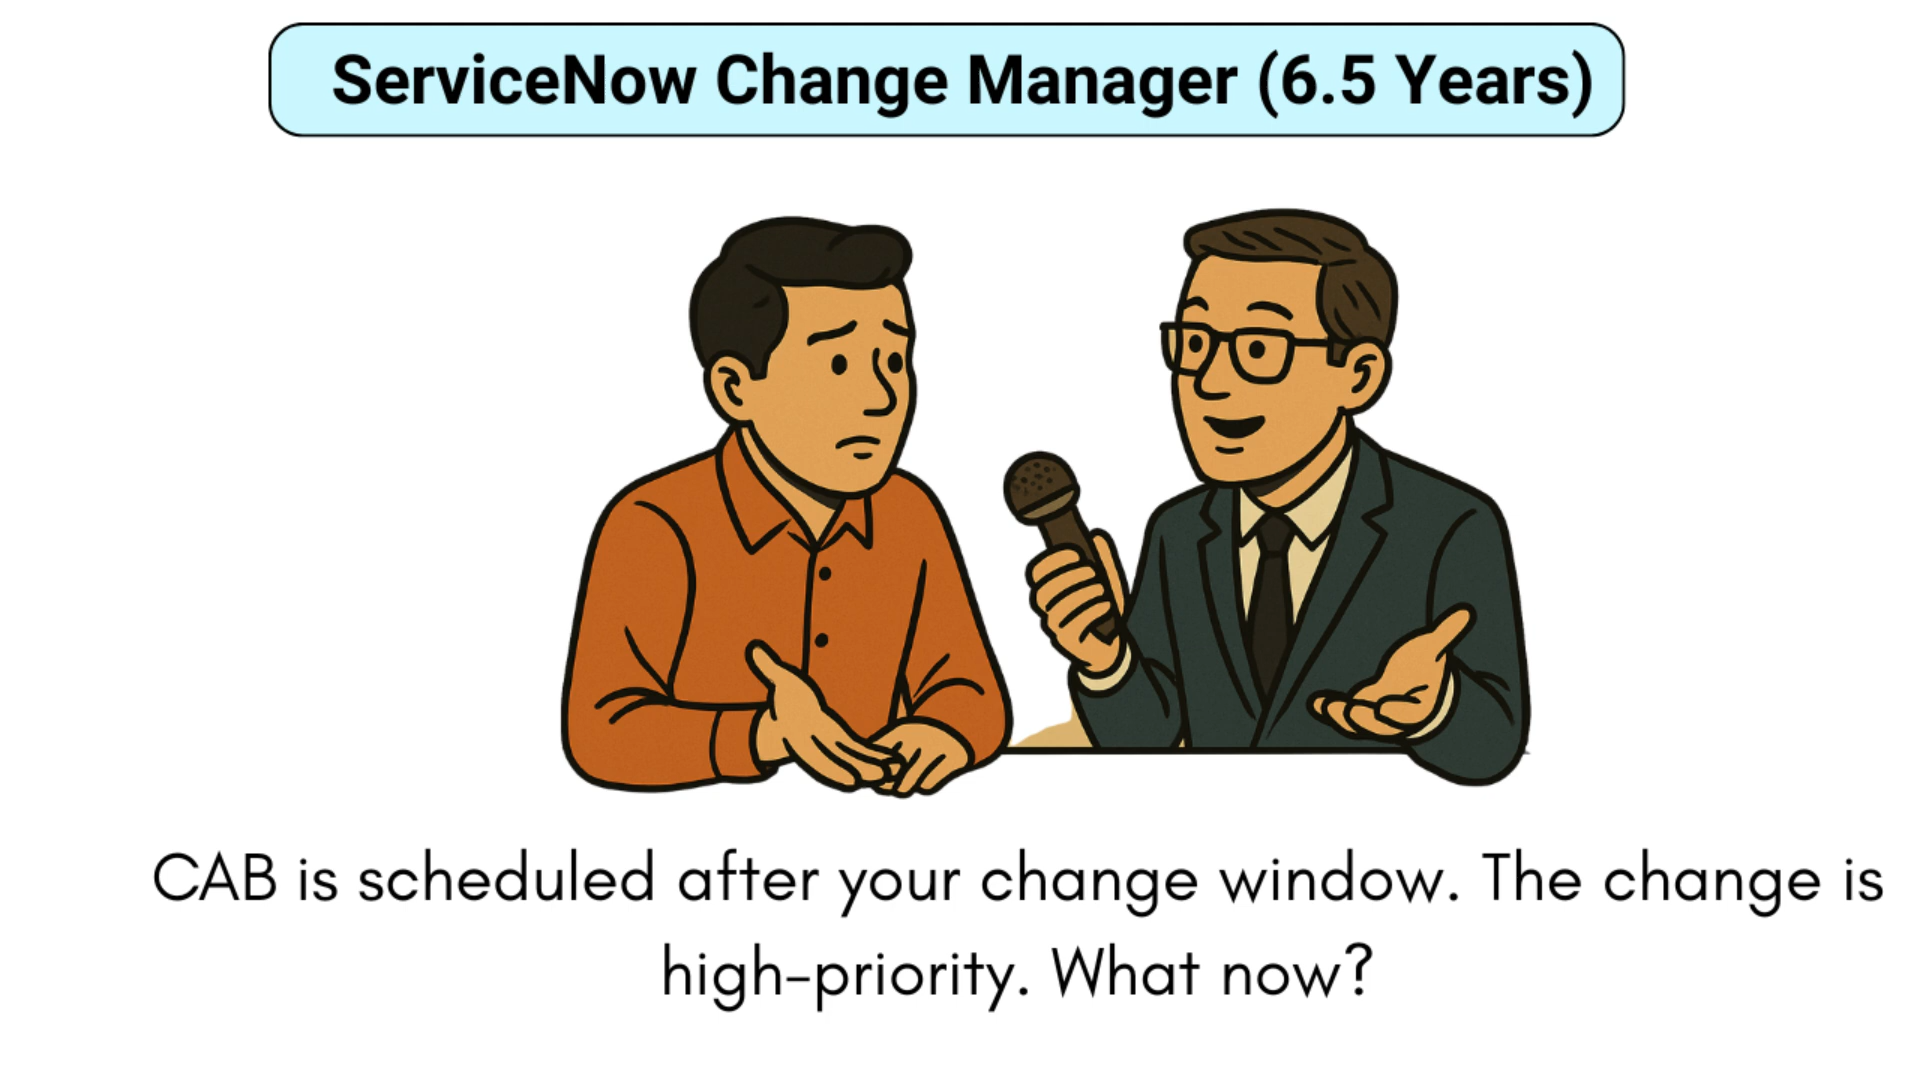 ServiceNow Change Manager (6.5 Years)
CAB is scheduled after your change window. The change is
high-priority. What now?